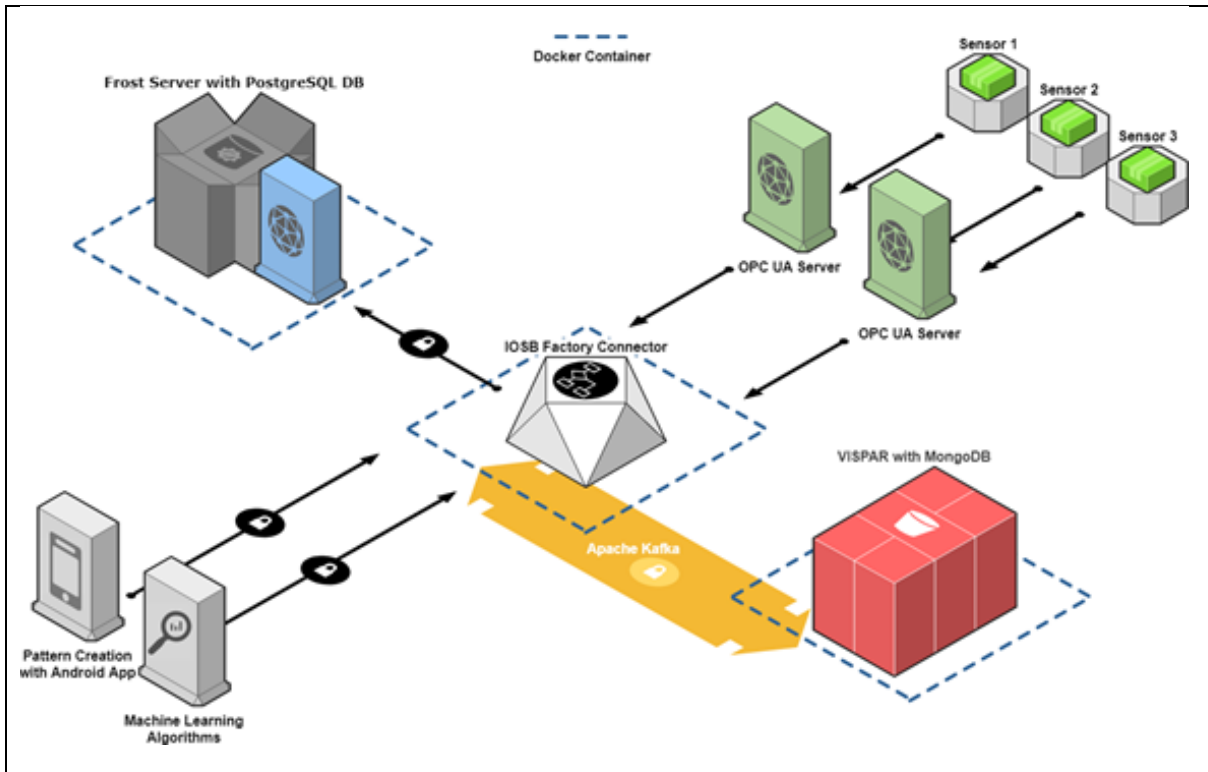 Docker Container
Frost Server with PostgreSQL DB
Sensor 1
Sensor 2
Sensor 3
OPC UA Server
OPC UA Server
IOSB Factory Connector
VISPAR with MongoDB
Apache Kafka
Pattern Creation
with Android App
Machine Learning
Algorithms